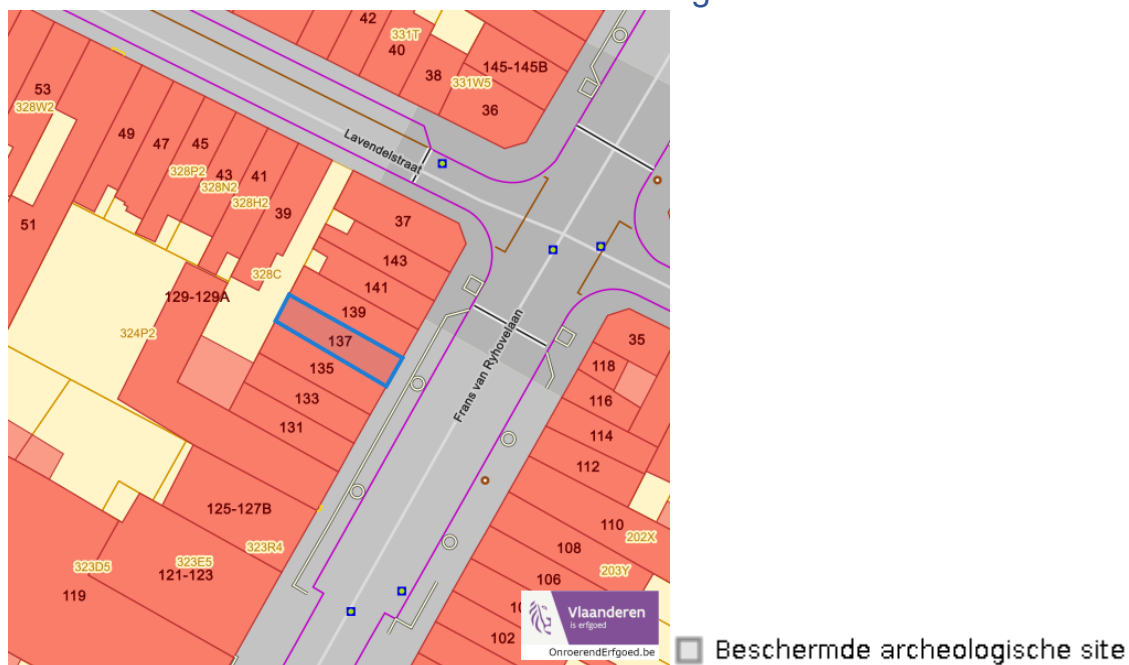 g
42
331T
40
145-145B
38
331W5
36
53
328W2
49
47
45
328P2
43
328N2
41
328H2
39
Lavendelstraat
37
51
143
328C
141
129-129A
139
324P2
137
135
133
131
Frans van Ryhovelaan
35
118
116
114
112
125-127B
110
202X
323R4
108
203Y
323D5
323E5
121-123
106
119
102
Vlaanderen
is erfgoed
OnroerendErfgoed.be
Beschermde archeologische site